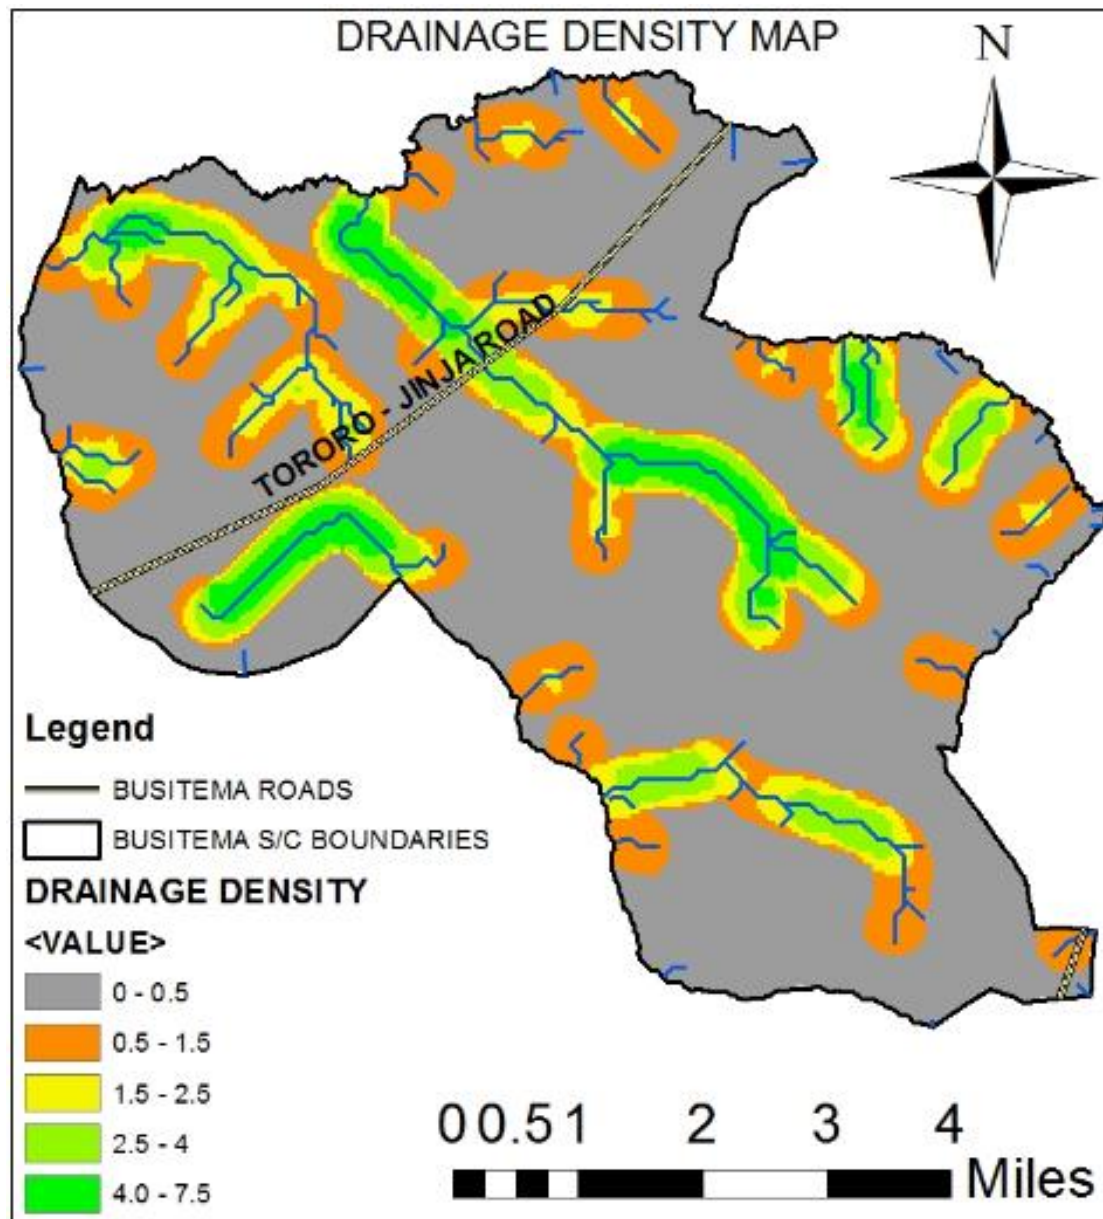 DRAINAGE DENSITY MAP
N
TORORO - JINJA ROAD
Legend
BUSITEMA ROADS
BUSITEMA S/C BOUNDARIES
DRAINAGE DENSITY
<VALUE>
0 - 0.5
0.5 - 1.5
1.5 - 2.5
2.5 - 4
4.0 - 7.5
0 0.5 1 2 3 4
Miles